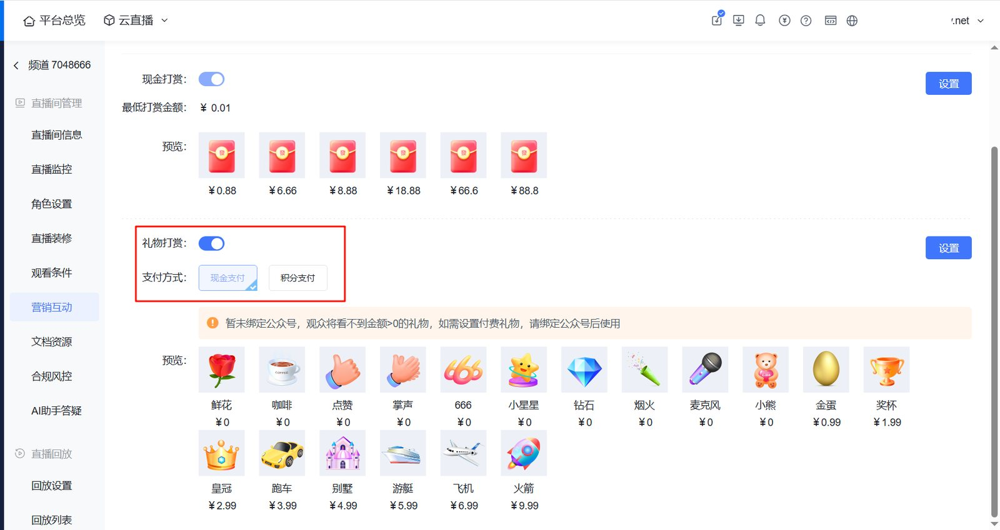 平台总览 云直播 .net
频道 7048666
直播间管理
直播间信息
直播监控
角色设置
直播装修
观看条件
营销互动
文档资源
合规风控
AI助手答疑
直播回放
回放设置
回放列表
现金打赏： 设置
最低打赏金额： ¥ 0.01
预览：
發 發 發 發 發 發
¥0.88 ¥6.66 ¥8.88 ¥18.88 ¥66.6 ¥88.8
礼物打赏： 设置
支付方式： 现金支付 积分支付
暂未绑定公众号，观众将看不到金额>0的礼物，如需设置付费礼物，请绑定公众号后使用
预览：
COFFEE 666 Like
鲜花 咖啡 点赞 掌声 666 小星星 钻石 烟火 麦克风 小熊 金蛋 奖杯
¥0 ¥0 ¥0 ¥0 ¥0 ¥0 ¥0 ¥0 ¥0 ¥0 ¥0.99 ¥1.99
皇冠 跑车 别墅 游艇 飞机 火箭
¥2.99 ¥3.99 ¥4.99 ¥5.99 ¥6.99 ¥9.99